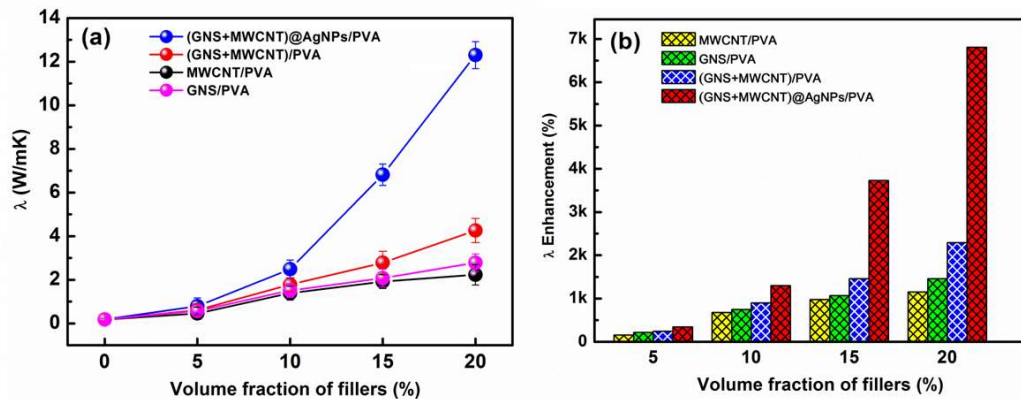 (a)
(GNS+MWCNT)@AgNPs/PVA
(GNS+MWCNT)/PVA
MWCNT/PVA
GNS/PVA
λ (W/mK)
14
12
10
8
6
4
2
0
0 5 10 15 20
Volume fraction of fillers (%)
(b)
MWCNT/PVA
GNS/PVA
(GNS+MWCNT)/PVA
(GNS+MWCNT)@AgNPs/PVA
λ Enhancement (%)
7k
6k
5k
4k
3k
2k
1k
0
5 10 15 20
Volume fraction of fillers (%)